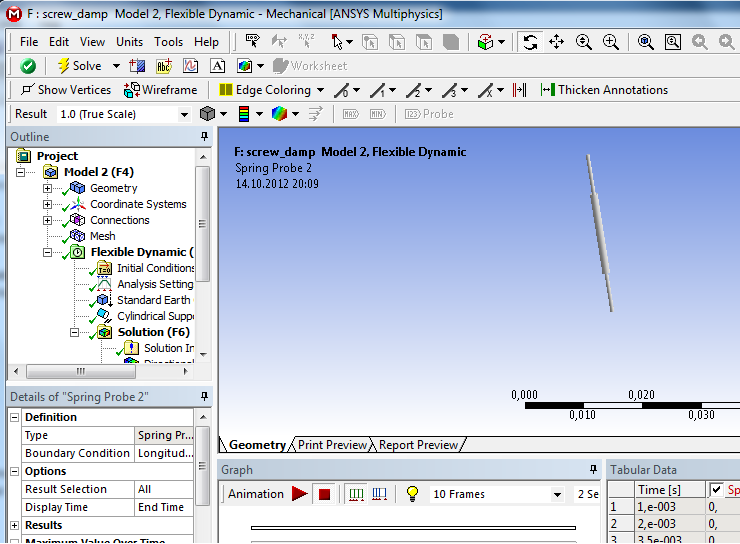 F : screw_damp  Model 2, Flexible Dynamic - Mechanical [ANSYS Multiphysics]
File Edit View Units Tools Help
Solve Worksheet
Show Vertices Wireframe Edge Coloring Thicken Annotations
Result 1.0 (True Scale) MAX MIN 123 Probe
Outline
Project
Model 2 (F4)
Geometry
Coordinate Systems
Connections
Mesh
Flexible Dynamic (
Initial Conditions
Analysis Setting
Standard Earth
Cylindrical Suppo
Solution (F6)
Solution In
F: screw_damp  Model 2, Flexible Dynamic
Spring Probe 2
14.10.2012 20:09
0,000 0,020
0,010 0,030
Geometry Print Preview Report Preview
Details of "Spring Probe 2"
Definition
Type Spring Pr...
Boundary Condition Longitud...
Options
Result Selection All
Display Time End Time
Results
Maximum Value Over Time
Graph
Animation 10 Frames 2 Se
Tabular Data
Time [s] Sp
1 1,e-003 0,
2 2,e-003 0,
3 3,5e-003 0,